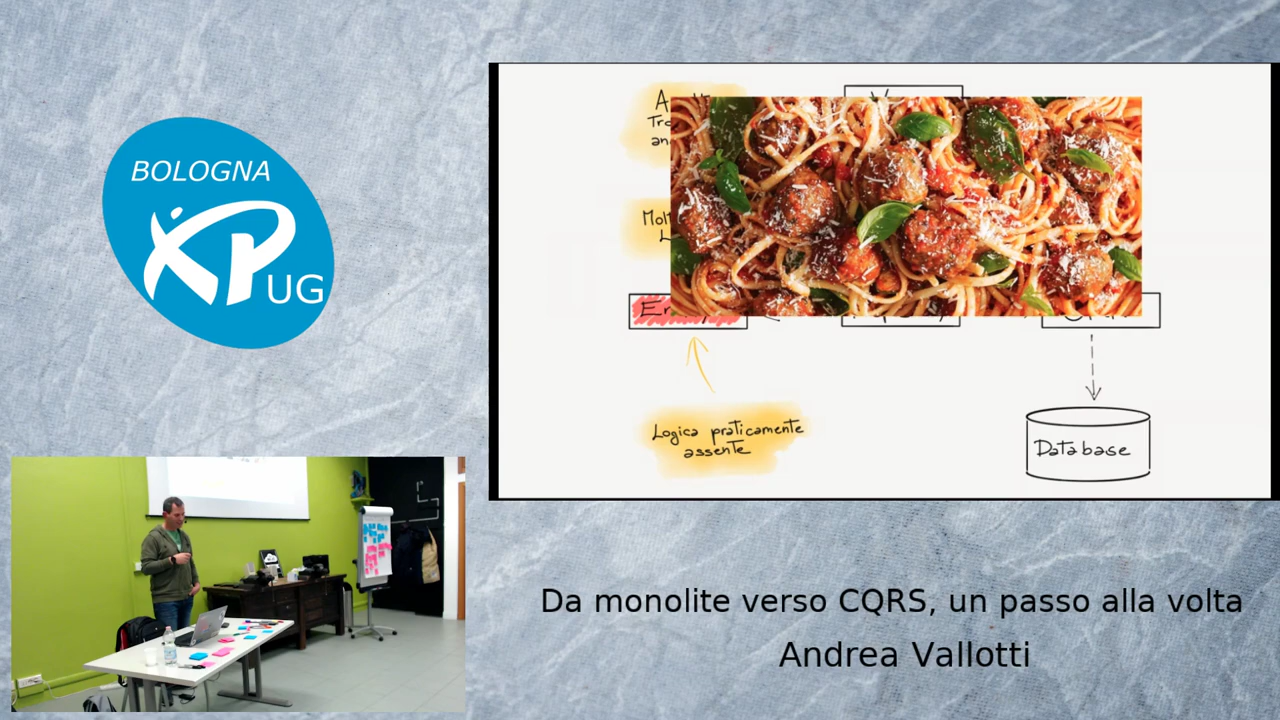 BOLOGNA
XP
UG
Logica praticamente
assente
Database
Da monolite verso CQRS, un passo alla volta
Andrea Vallotti